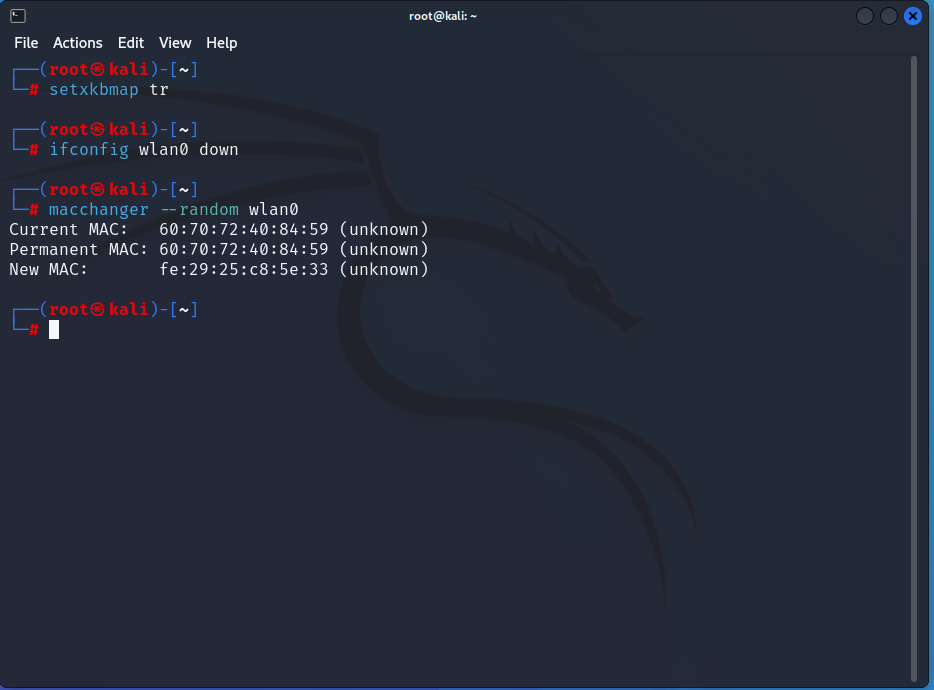 root@kali: ~
File Actions Edit View Help
┌──(root㉿kali)-[~]
└─# setxkbmap tr
┌──(root㉿kali)-[~]
└─# ifconfig wlan0 down
┌──(root㉿kali)-[~]
└─# macchanger --random wlan0
Current MAC:   60:70:72:40:84:59 (unknown)
Permanent MAC: 60:70:72:40:84:59 (unknown)
New MAC:       fe:29:25:c8:5e:33 (unknown)
┌──(root㉿kali)-[~]
└─#